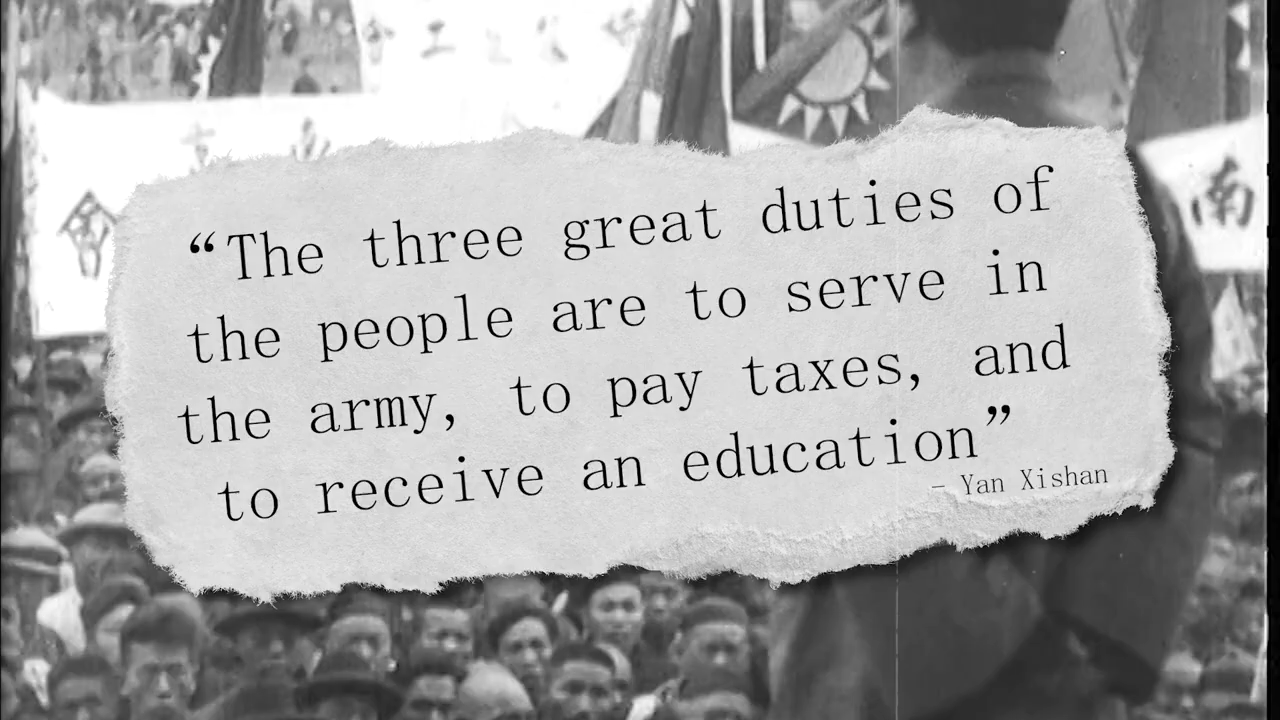 “The three great duties of
the people are to serve in
the army, to pay taxes, and
to receive an education”
– Yan Xishan
南